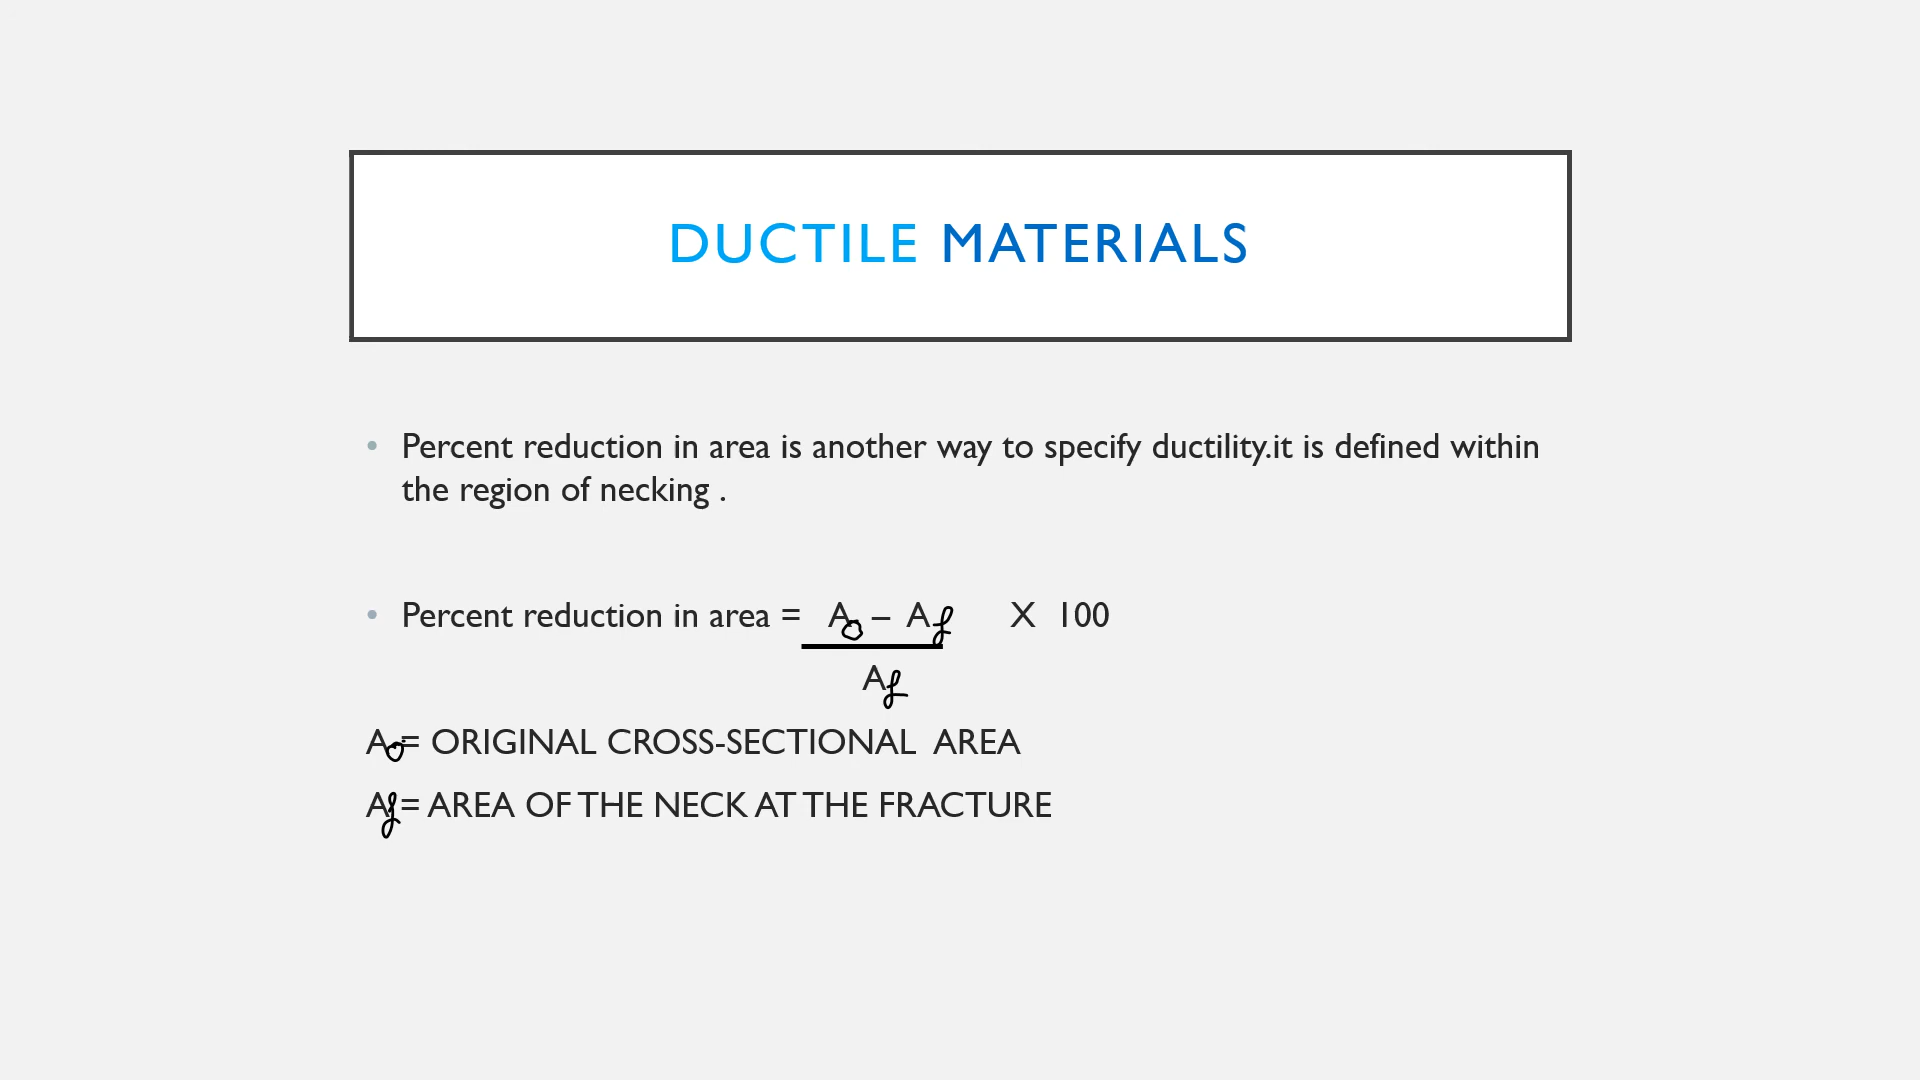 DUCTILE MATERIALS
• Percent reduction in area is another way to specify ductility.it is defined within
the region of necking .
• Percent reduction in area = Ao – Af X 100
Af
Ao= ORIGINAL CROSS-SECTIONAL AREA
Af= AREA OF THE NECK AT THE FRACTURE